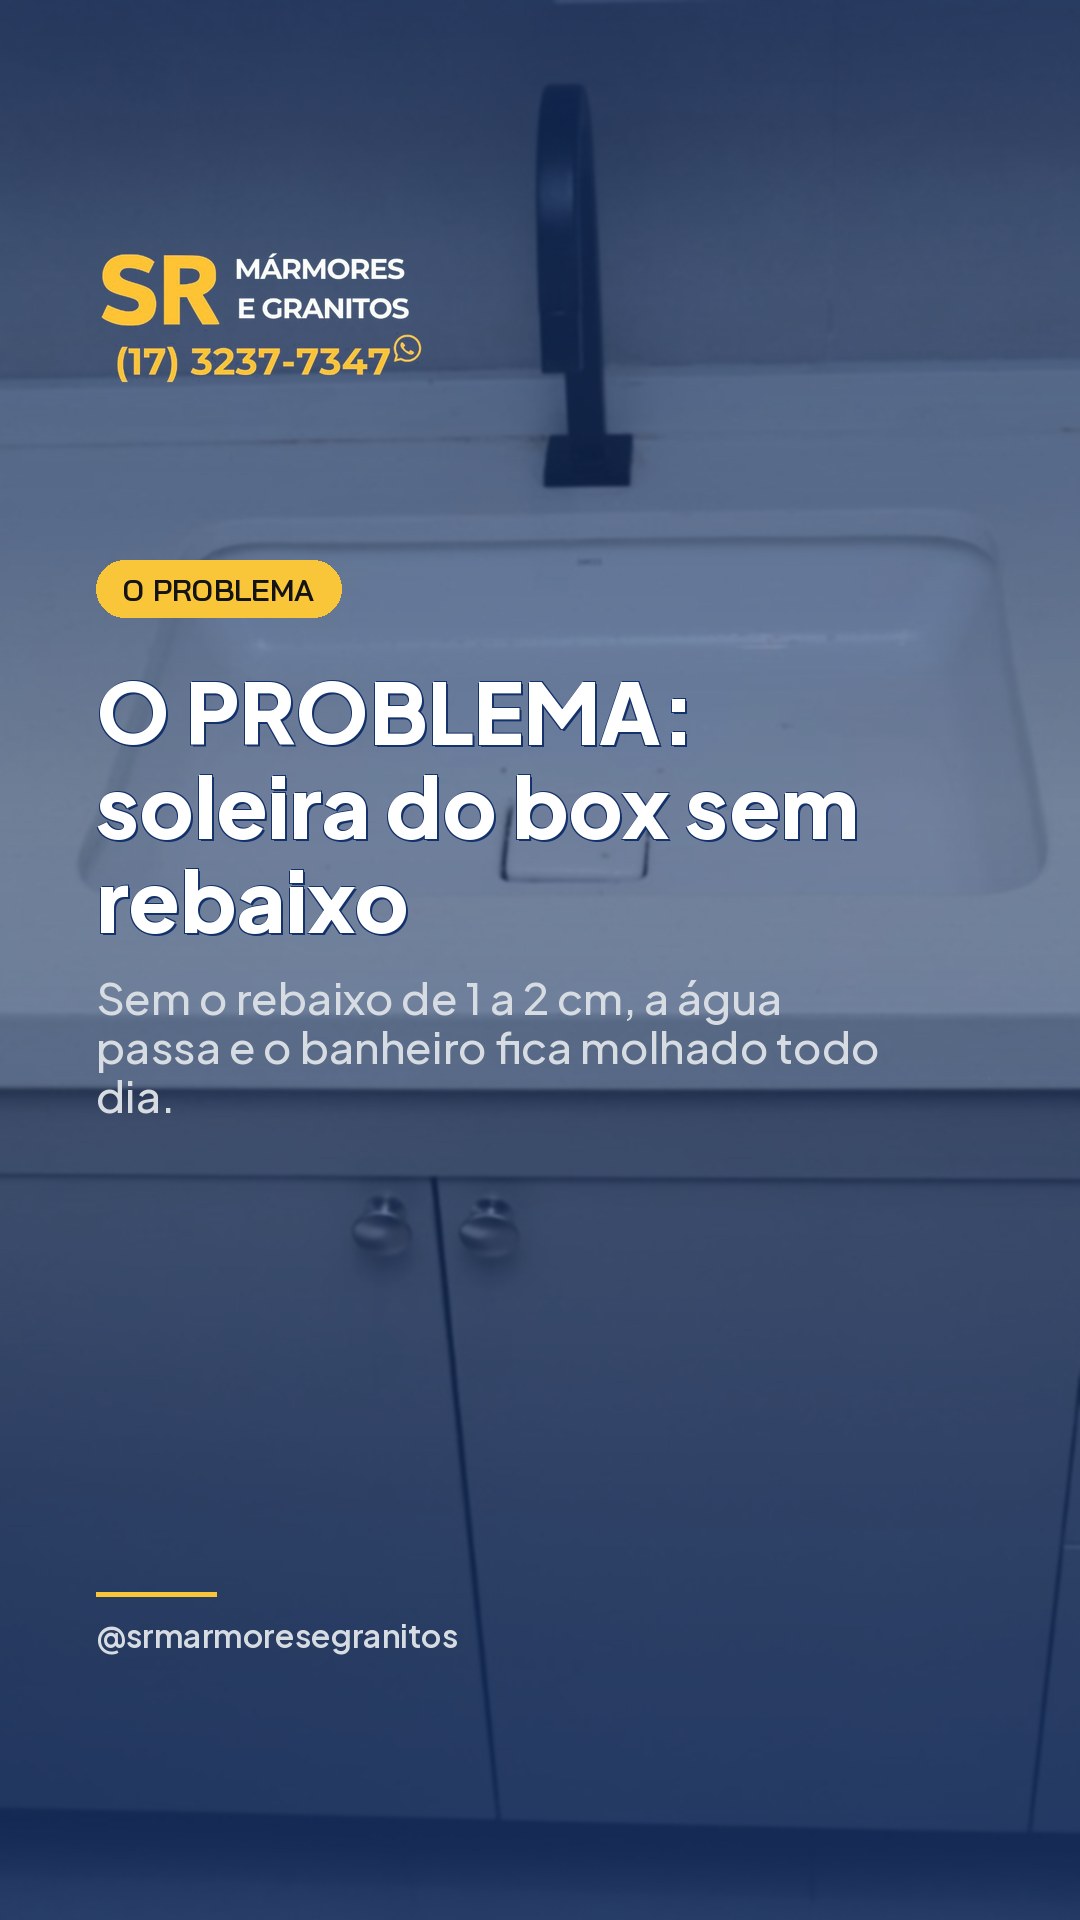 SR MÁRMORES
E GRANITOS
(17) 3237-7347
O PROBLEMA
O PROBLEMA:
soleira do box sem
rebaixo
Sem o rebaixo de 1 a 2 cm, a água
passa e o banheiro fica molhado todo
dia.
@srmarmoresegranitos